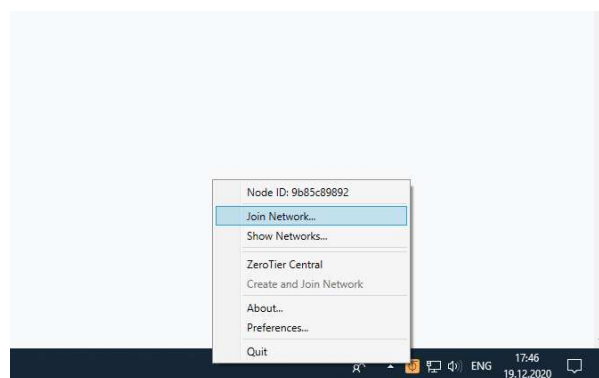 Node ID: 9b85c89892
Join Network...
Show Networks...
ZeroTier Central
Create and Join Network
About...
Preferences...
Quit
ENG
17:46
19.12.2020